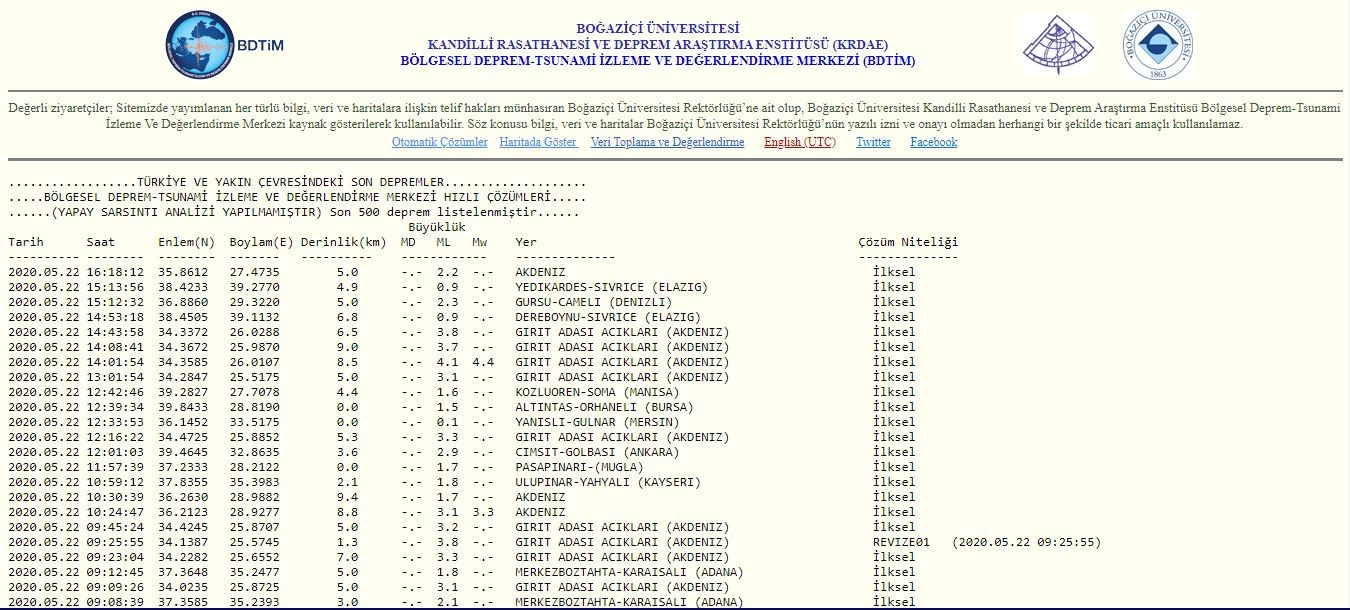 BOĞAZİÇİ ÜNİVERSİTESİ
KANDİLLİ RASATHANESİ VE DEPREM ARAŞTIRMA ENSTİTÜSÜ (KRDAE)
BÖLGESEL DEPREM-TSUNAMİ İZLEME VE DEĞERLENDİRME MERKEZİ (BDTİM)
BDTİM
BOĞAZİÇİ ÜNİVERSİTESİ
1863
Değerli ziyaretçiler; Sitemizde yayımlanan her türlü bilgi, veri ve haritalara ilişkin telif hakları münhasıran Boğaziçi Üniversitesi Rektörlüğü’ne ait olup, Boğaziçi Üniversitesi Kandilli Rasathanesi ve Deprem Araştırma Enstitüsü Bölgesel Deprem-Tsunami
İzleme Ve Değerlendirme Merkezi kaynak gösterilerek kullanılabilir. Söz konusu bilgi, veri ve haritalar Boğaziçi Üniversitesi Rektörlüğü’nün yazılı izni ve onayı olmadan herhangi bir şekilde ticari amaçlı kullanılamaz.
Otomatik Çözümler Haritada Göster Veri Toplama ve Değerlendirme English (UTC) Twitter Facebook
..................TÜRKİYE VE YAKIN ÇEVRESİNDEKİ SON DEPREMLER....................
.....BÖLGESEL DEPREM-TSUNAMİ İZLEME VE DEĞERLENDİRME MERKEZİ HIZLI ÇÖZÜMLERİ.....
......(YAPAY SARSINTI ANALİZİ YAPILMAMIŞTIR) Son 500 deprem listelenmiştir......
Büyüklük
Tarih Saat Enlem(N) Boylam(E) Derinlik(km) MD ML Mw Yer Çözüm Niteliği
---------- -------- -------- ------- ---------- ------------ -------------- --------------
2020.05.22 16:18:12 35.8612 27.4735 5.0 -.- 2.2 -.- AKDENIZ İlksel
2020.05.22 15:13:56 38.4233 39.2770 4.9 -.- 0.9 -.- YEDIKARDES-SIVRICE (ELAZIG) İlksel
2020.05.22 15:12:32 36.8860 29.3220 5.0 -.- 2.3 -.- GURSU-CAMELI (DENIZLI) İlksel
2020.05.22 14:53:18 38.4505 39.1132 6.8 -.- 0.9 -.- DEREBOYNU-SIVRICE (ELAZIG) İlksel
2020.05.22 14:43:58 34.3372 26.0288 6.5 -.- 3.8 -.- GIRIT ADASI ACIKLARI (AKDENIZ) İlksel
2020.05.22 14:08:41 34.3672 25.9870 9.0 -.- 3.7 -.- GIRIT ADASI ACIKLARI (AKDENIZ) İlksel
2020.05.22 14:01:54 34.3585 26.0107 8.5 -.- 4.1 4.4 GIRIT ADASI ACIKLARI (AKDENIZ) İlksel
2020.05.22 13:01:54 34.2847 25.5175 5.0 -.- 3.1 -.- GIRIT ADASI ACIKLARI (AKDENIZ) İlksel
2020.05.22 12:42:46 39.2827 27.7078 4.4 -.- 1.6 -.- KOZLUOREN-SOMA (MANISA) İlksel
2020.05.22 12:39:34 39.8433 28.8190 0.0 -.- 1.5 -.- ALTINTAS-ORHANELI (BURSA) İlksel
2020.05.22 12:33:53 36.1452 33.5175 0.0 -.- 0.1 -.- YANISLI-GULNAR (MERSIN) İlksel
2020.05.22 12:16:22 34.4725 25.8852 5.3 -.- 3.3 -.- GIRIT ADASI ACIKLARI (AKDENIZ) İlksel
2020.05.22 12:01:03 39.4645 32.8635 3.6 -.- 2.9 -.- CIMSIT-GOLBASI (ANKARA) İlksel
2020.05.22 11:57:39 37.2333 28.2122 0.0 -.- 1.7 -.- PASAPINARI-(MUGLA) İlksel
2020.05.22 10:59:12 37.8355 35.3983 2.1 -.- 1.8 -.- ULUPINAR-YAHYALI (KAYSERI) İlksel
2020.05.22 10:30:39 36.2630 28.9882 9.4 -.- 1.7 -.- AKDENIZ İlksel
2020.05.22 10:24:47 36.2123 28.9277 8.8 -.- 3.1 3.3 AKDENIZ İlksel
2020.05.22 09:45:24 34.4245 25.8707 5.0 -.- 3.2 -.- GIRIT ADASI ACIKLARI (AKDENIZ) İlksel
2020.05.22 09:25:55 34.1387 25.5745 1.3 -.- 3.8 -.- GIRIT ADASI ACIKLARI (AKDENIZ) REVIZE01 (2020.05.22 09:25:55)
2020.05.22 09:23:04 34.2282 25.6552 7.0 -.- 3.3 -.- GIRIT ADASI ACIKLARI (AKDENIZ) İlksel
2020.05.22 09:12:45 37.3648 35.2477 5.0 -.- 1.8 -.- MERKEZBOZTAHTA-KARAISALI (ADANA) İlksel
2020.05.22 09:09:26 34.0235 25.8725 5.0 -.- 3.1 -.- GIRIT ADASI ACIKLARI (AKDENIZ) İlksel
2020.05.22 09:08:39 37.3585 35.2393 3.0 -.- 2.1 -.- MERKEZBOZTAHTA-KARAISALI (ADANA) İlksel